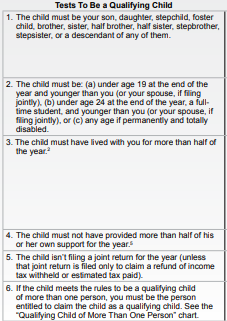 Tests To Be a Qualifying Child
1. The child must be your son, daughter, stepchild, foster
child, brother, sister, half brother, half sister, stepbrother,
stepsister, or a descendant of any of them.
2. The child must be: (a) under age 19 at the end of the
year and younger than you (or your spouse, if filing
jointly), (b) under age 24 at the end of the year, a full-
time student, and younger than you (or your spouse, if
filing jointly), or (c) any age if permanently and totally
disabled.
3. The child must have lived with you for more than half of
the year.²
4. The child must not have provided more than half of his
or her own support for the year.⁵
5. The child isn't filing a joint return for the year (unless
that joint return is filed only to claim a refund of income
tax withheld or estimated tax paid).
6. If the child meets the rules to be a qualifying child
of more than one person, you must be the person
entitled to claim the child as a qualifying child. See the
"Qualifying Child of More Than One Person" chart.